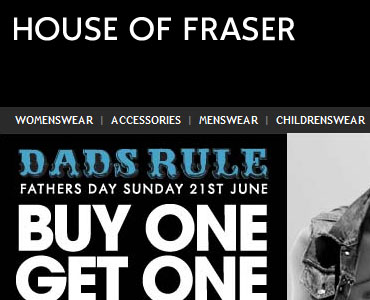 HOUSE OF FRASER
WOMENSWEAR | ACCESSORIES | MENSWEAR | CHILDRENSWEAR
DADS RULE
FATHERS DAY SUNDAY 21ST JUNE
BUY ONE
GET ONE